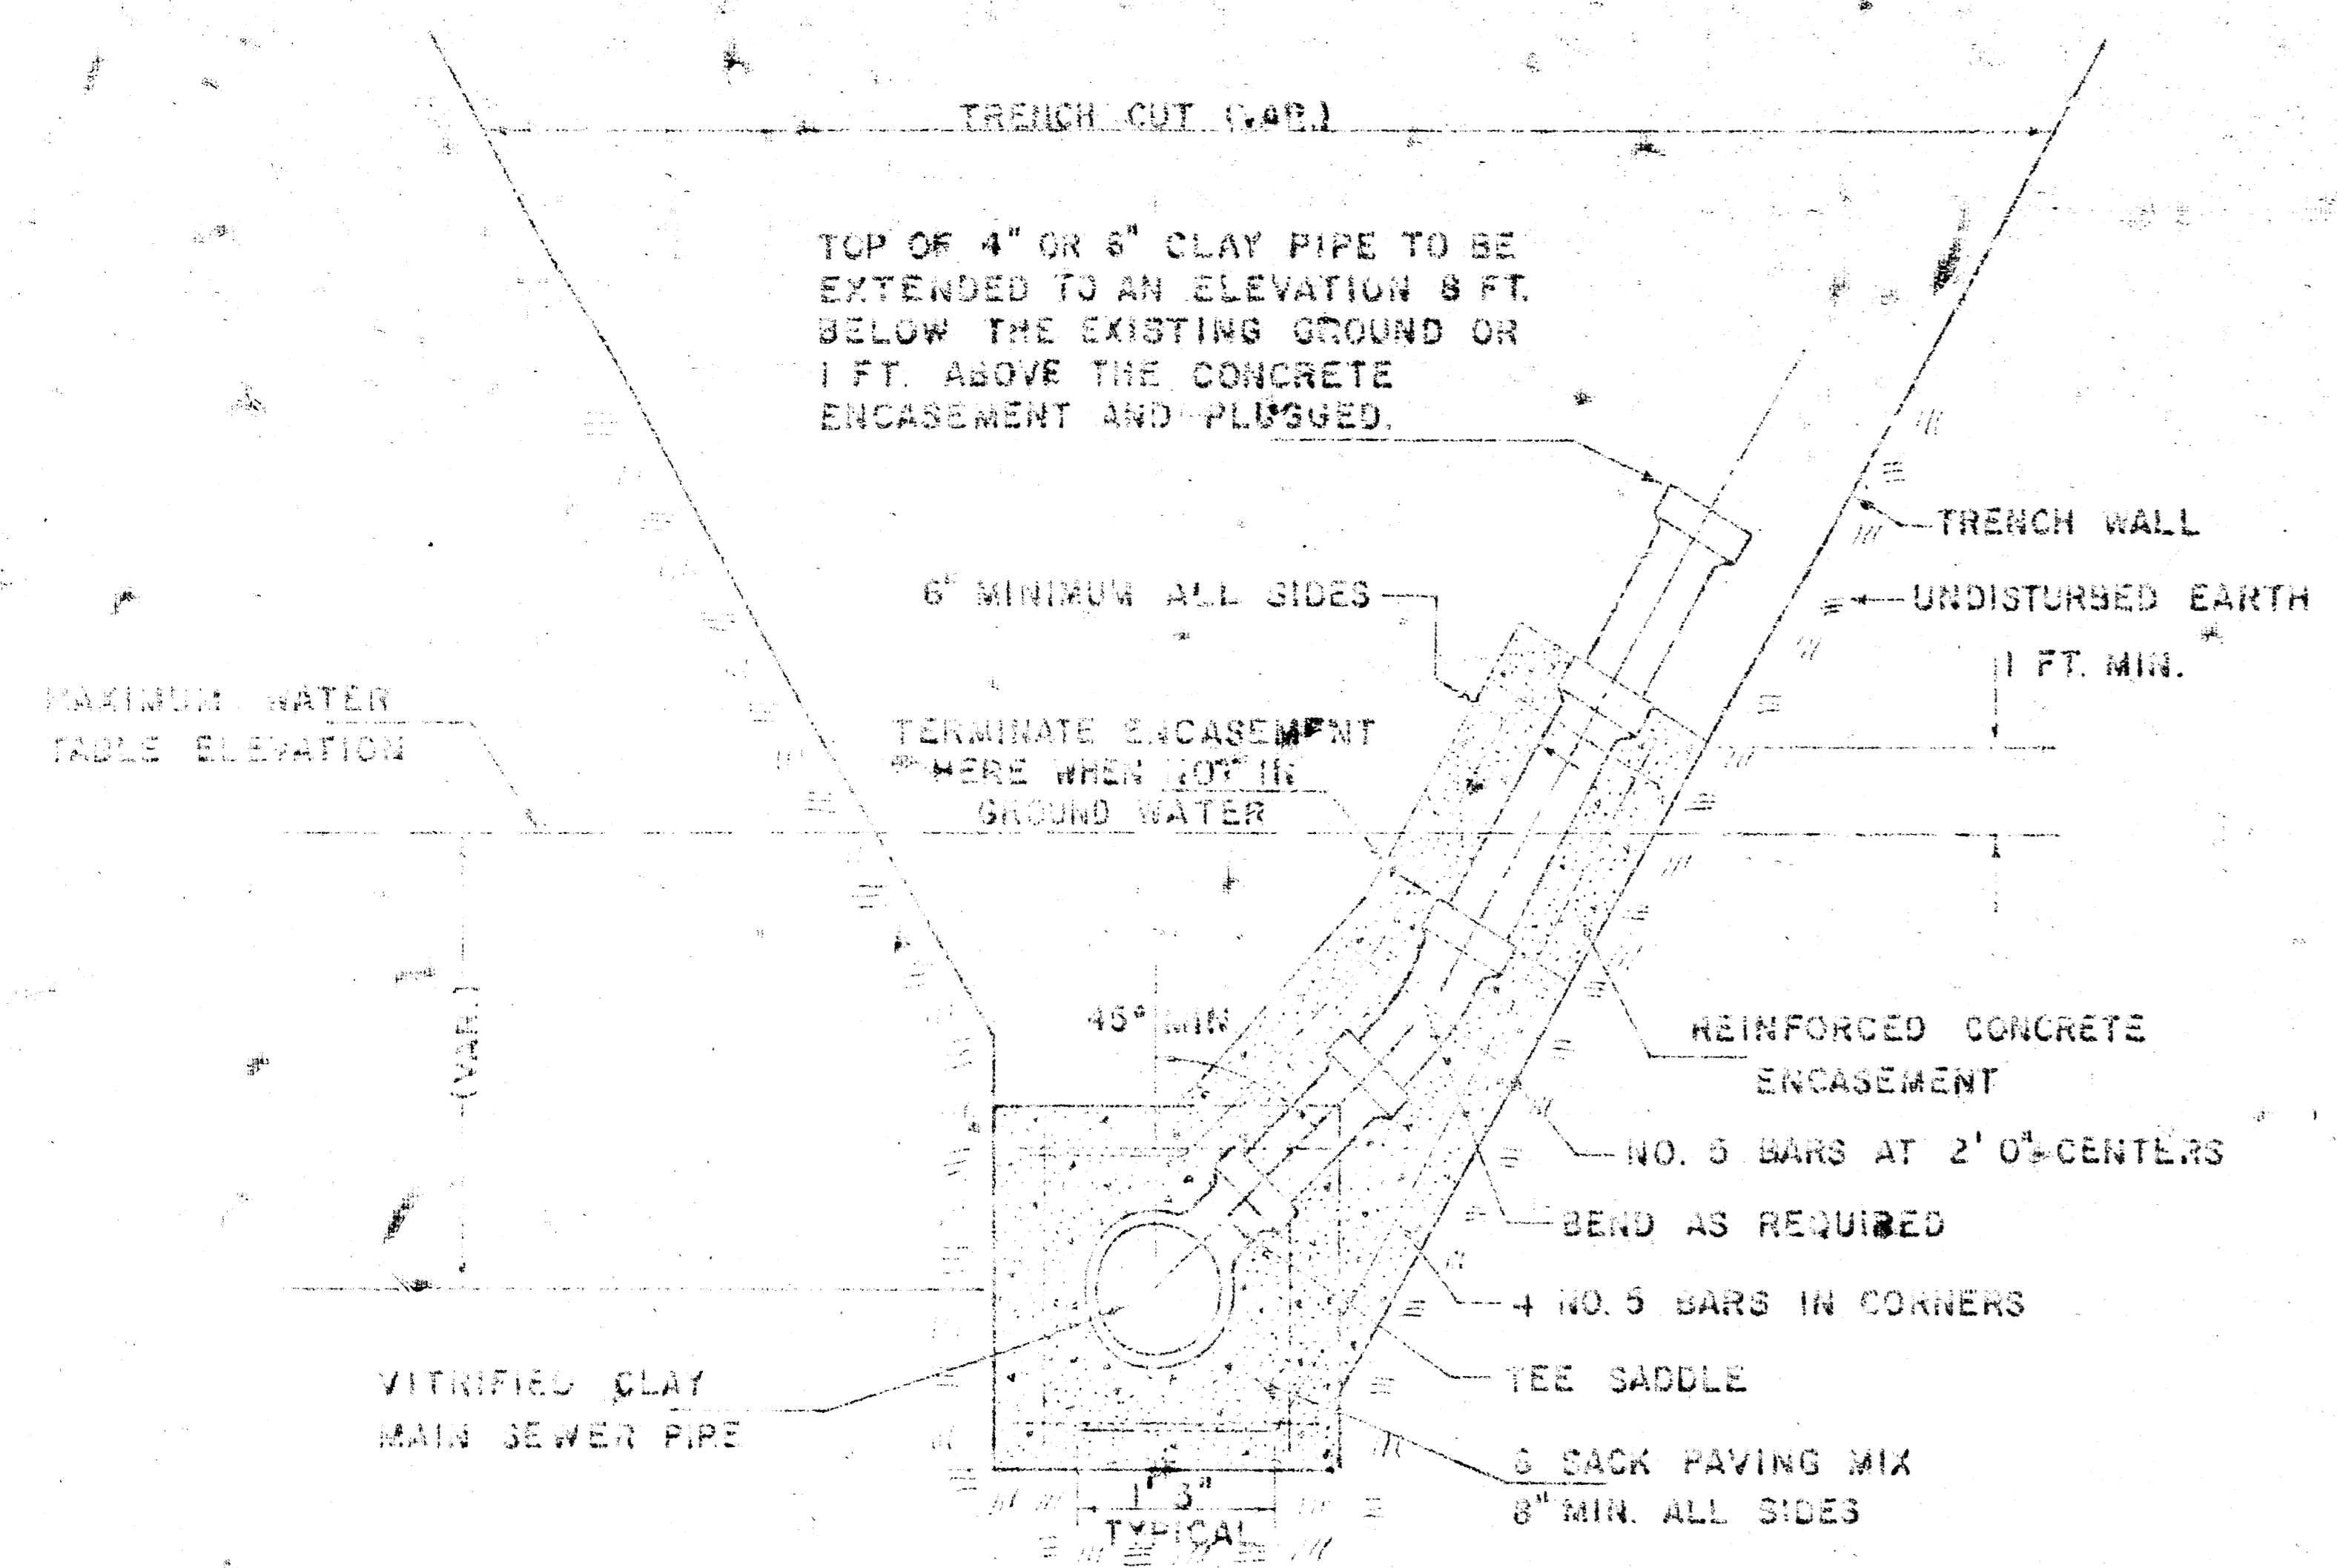 TRENCH CUT (VAR.)
TOP OF 4" OR 6" CLAY PIPE TO BE
EXTENDED TO AN ELEVATION 8 FT.
BELOW THE EXISTING GROUND OR
1 FT. ABOVE THE CONCRETE
ENCASEMENT AND PLUGGED.
TRENCH WALL
6" MINIMUM ALL SIDES
UNDISTURBED EARTH
1 FT. MIN.
MAXIMUM WATER
TABLE ELEVATION
TERMINATE ENCASEMENT
HERE WHEN NOT IN
GROUND WATER
(VAR.)
45° MIN
REINFORCED CONCRETE
ENCASEMENT
NO. 5 BARS AT 2' 0" CENTERS
BEND AS REQUIRED
4 NO. 5 BARS IN CORNERS
TEE SADDLE
VITRIFIED CLAY
MAIN SEWER PIPE
6 SACK PAVING MIX
8" MIN. ALL SIDES
1' 3"
TYPICAL